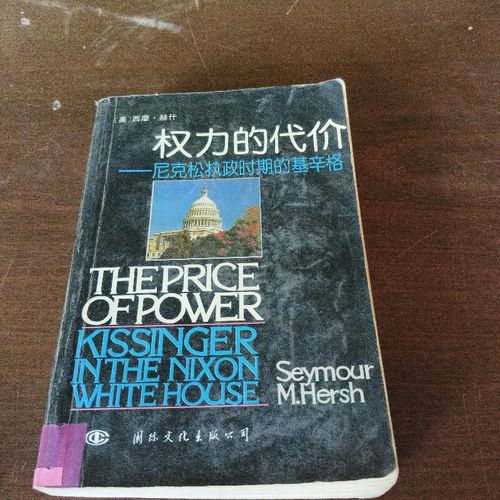 [美]西摩·赫什
权力的代价
——尼克松执政时期的基辛格
THE PRICE
OF POWER
KISSINGER
IN THE NIXON
WHITE HOUSE
Seymour
M.Hersh
国际文化出版公司